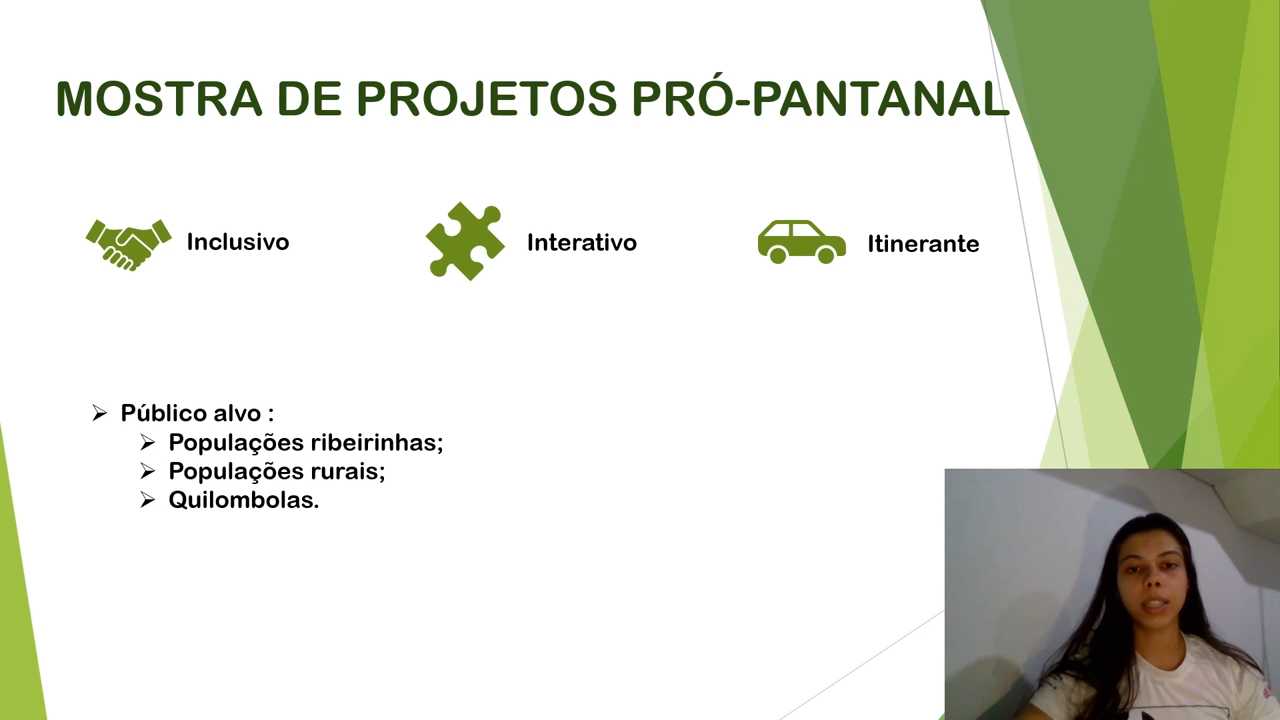 MOSTRA DE PROJETOS PRÓ-PANTANAL
Inclusivo
Interativo
Itinerante
Público alvo :
Populações ribeirinhas;
Populações rurais;
Quilombolas.